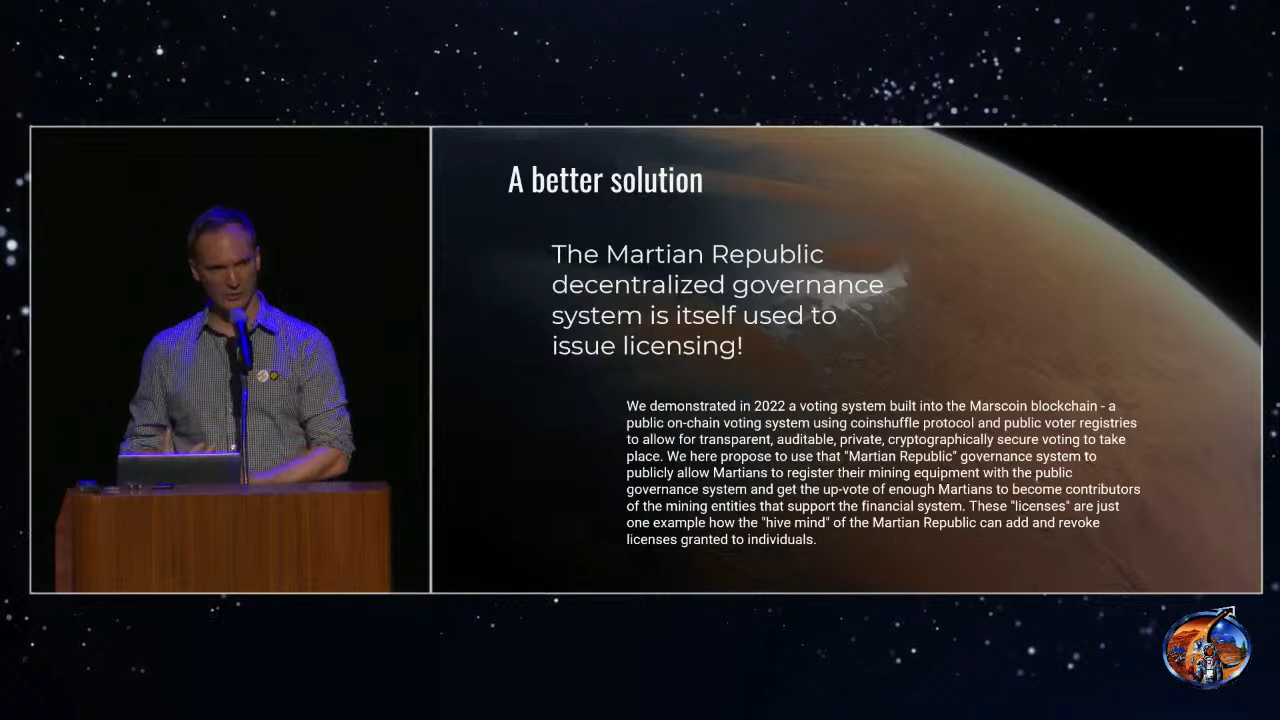 A better solution
The Martian Republic
decentralized governance
system is itself used to
issue licensing!
We demonstrated in 2022 a voting system built into the Marscoin blockchain - a
public on-chain voting system using coinshuffle protocol and public voter registries
to allow for transparent, auditable, private, cryptographically secure voting to take
place. We here propose to use that "Martian Republic" governance system to
publicly allow Martians to register their mining equipment with the public
governance system and get the up-vote of enough Martians to become contributors
of the mining entities that support the financial system. These "licenses" are just
one example how the "hive mind" of the Martian Republic can add and revoke
licenses granted to individuals.